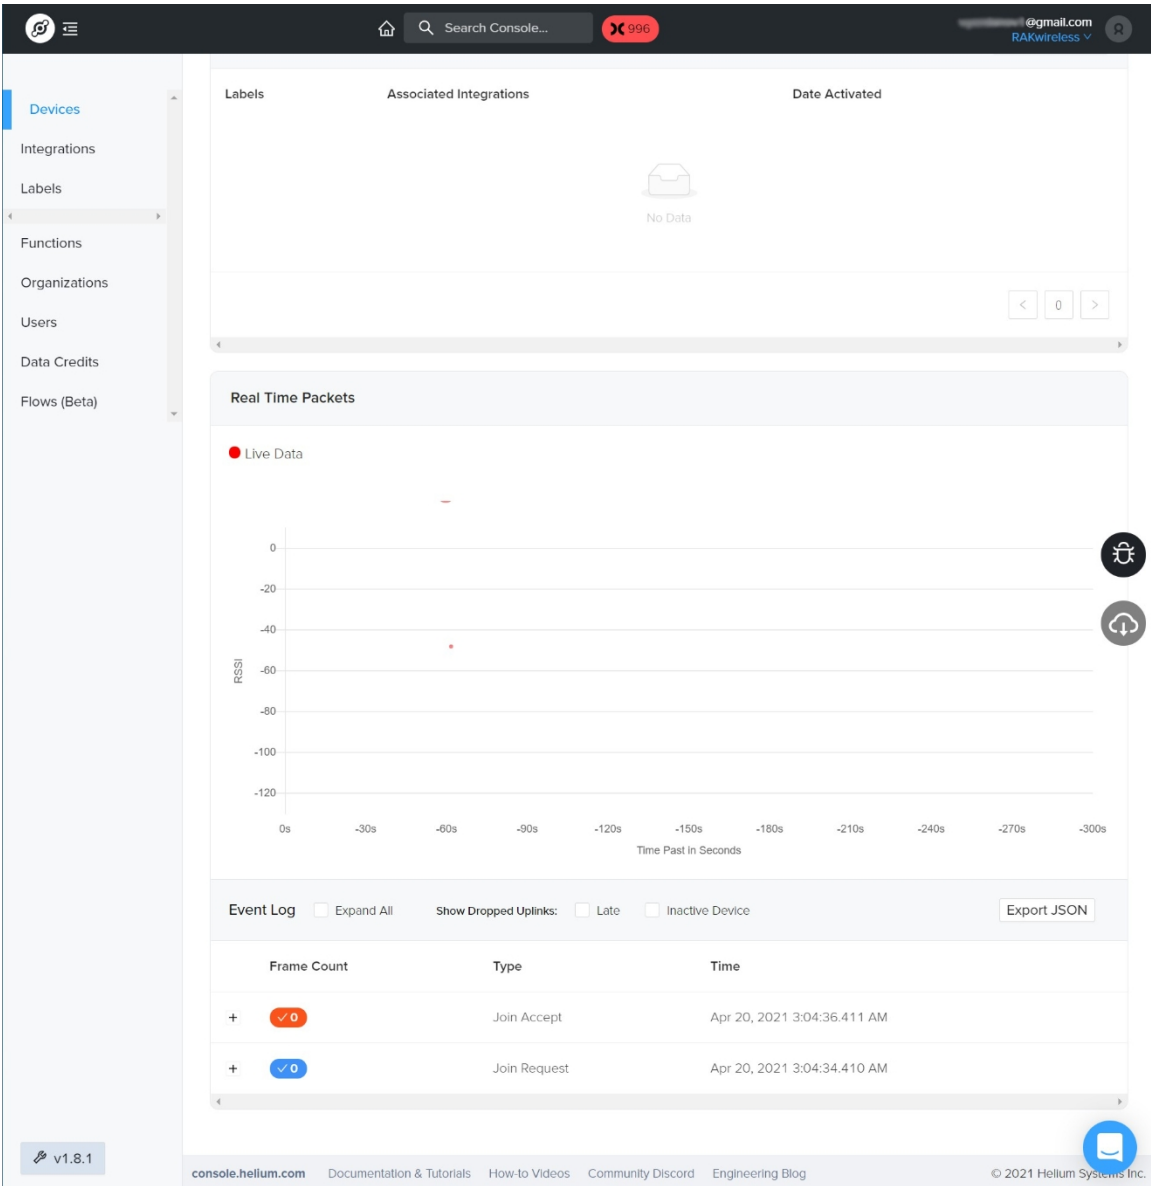 Search Console...
996
@gmail.com
RAKwireless
Devices
Integrations
Labels
Functions
Organizations
Users
Data Credits
Flows (Beta)
v1.8.1
Labels Associated Integrations Date Activated
No Data
< 0 >
Real Time Packets
Live Data
0
-20
-40
-60
-80
-100
-120
RSSI
0s -30s -60s -90s -120s -150s -180s -210s -240s -270s -300s
Time Past in Seconds
Event Log Expand All Show Dropped Uplinks: Late Inactive Device Export JSON
Frame Count Type Time
+ 0 Join Accept Apr 20, 2021 3:04:36.411 AM
+ 0 Join Request Apr 20, 2021 3:04:34.410 AM
console.helium.com Documentation & Tutorials How-to Videos Community Discord Engineering Blog © 2021 Helium Systems Inc.